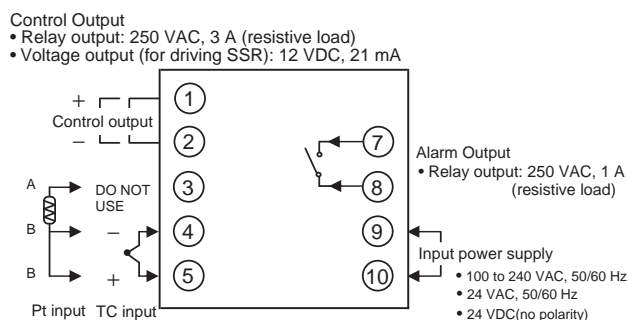 Control Output
• Relay output: 250 VAC, 3 A (resistive load)
• Voltage output (for driving SSR): 12 VDC, 21 mA
+
Control output
−
1
2
3
4
5
7
8
9
10
A
B
B
DO NOT
USE
−
+
Pt input
TC input
Alarm Output
• Relay output: 250 VAC, 1 A
(resistive load)
Input power supply
• 100 to 240 VAC, 50/60 Hz
• 24 VAC, 50/60 Hz
• 24 VDC(no polarity)